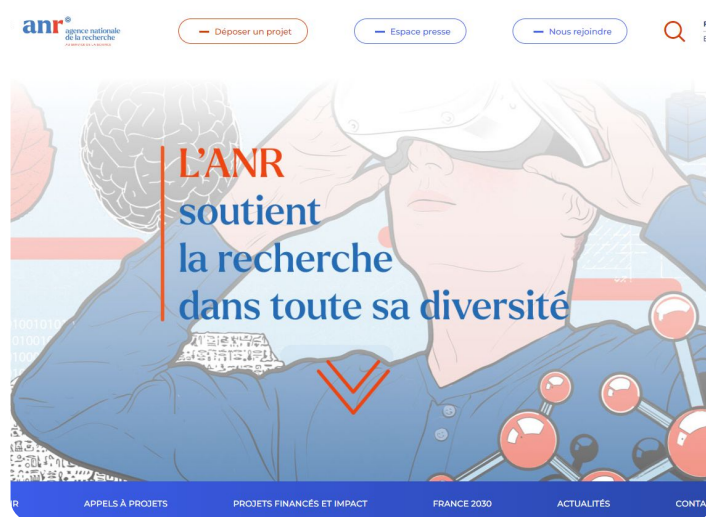 anr
agence nationale
de la recherche
Déposer un projet
Espace presse
Nous rejoindre
L'ANR
soutient
la recherche
dans toute sa diversité
APPELS À PROJETS
PROJETS FINANCÉS ET IMPACT
FRANCE 2030
ACTUALITÉS
CONTA